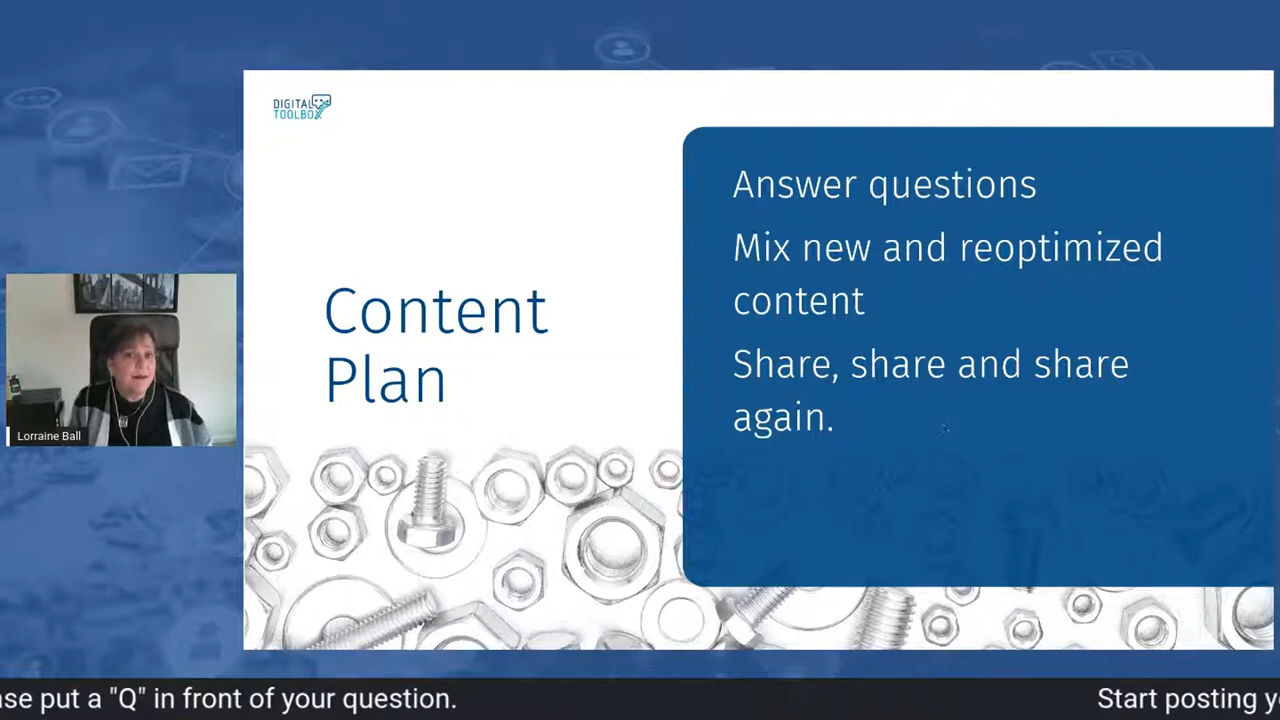 DIGITAL
TOOLBOX
Answer questions
Mix new and reoptimized
content
Share, share and share
again.
Content
Plan
Lorraine Ball
put a "Q" in front of your question.
Start posting